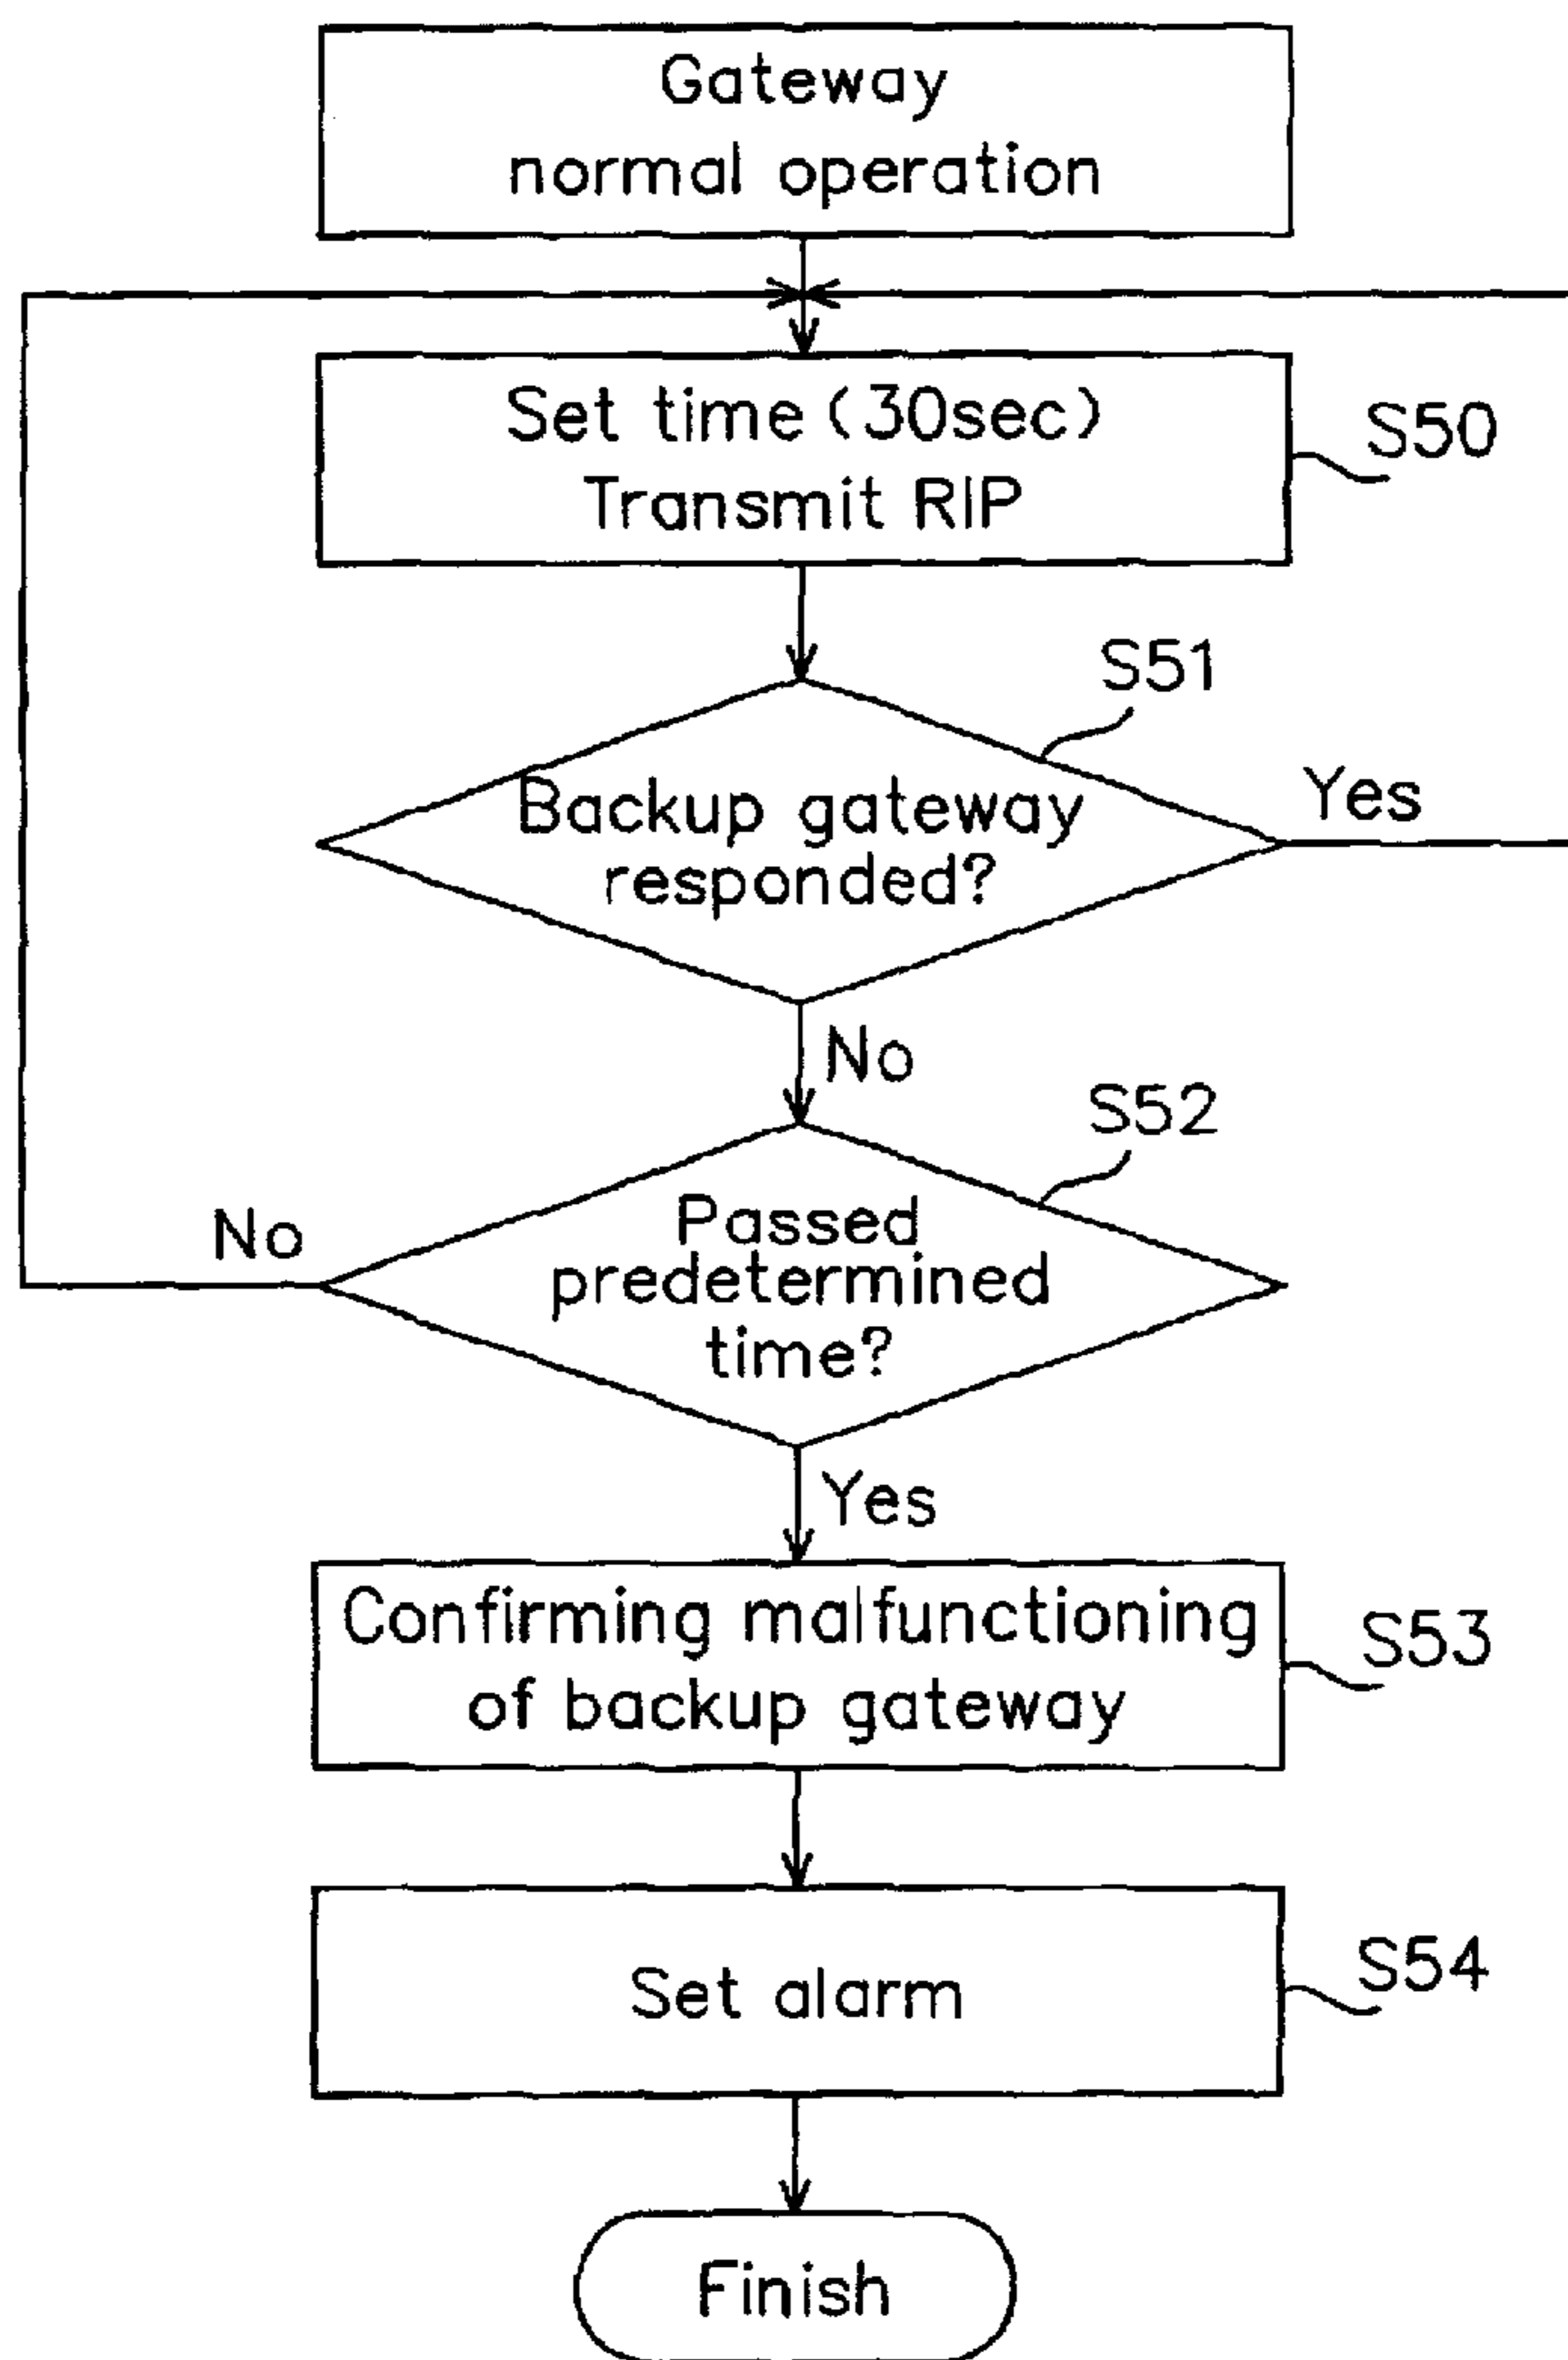 Gateway
normal operation
Set time (30sec)
Transmit RIP
S50
S51
Backup gateway
responded?
Yes
No
S52
Passed
predetermined
time?
No
Yes
Confirming malfunctioning
of backup gateway
S53
Set alarm
S54
Finish